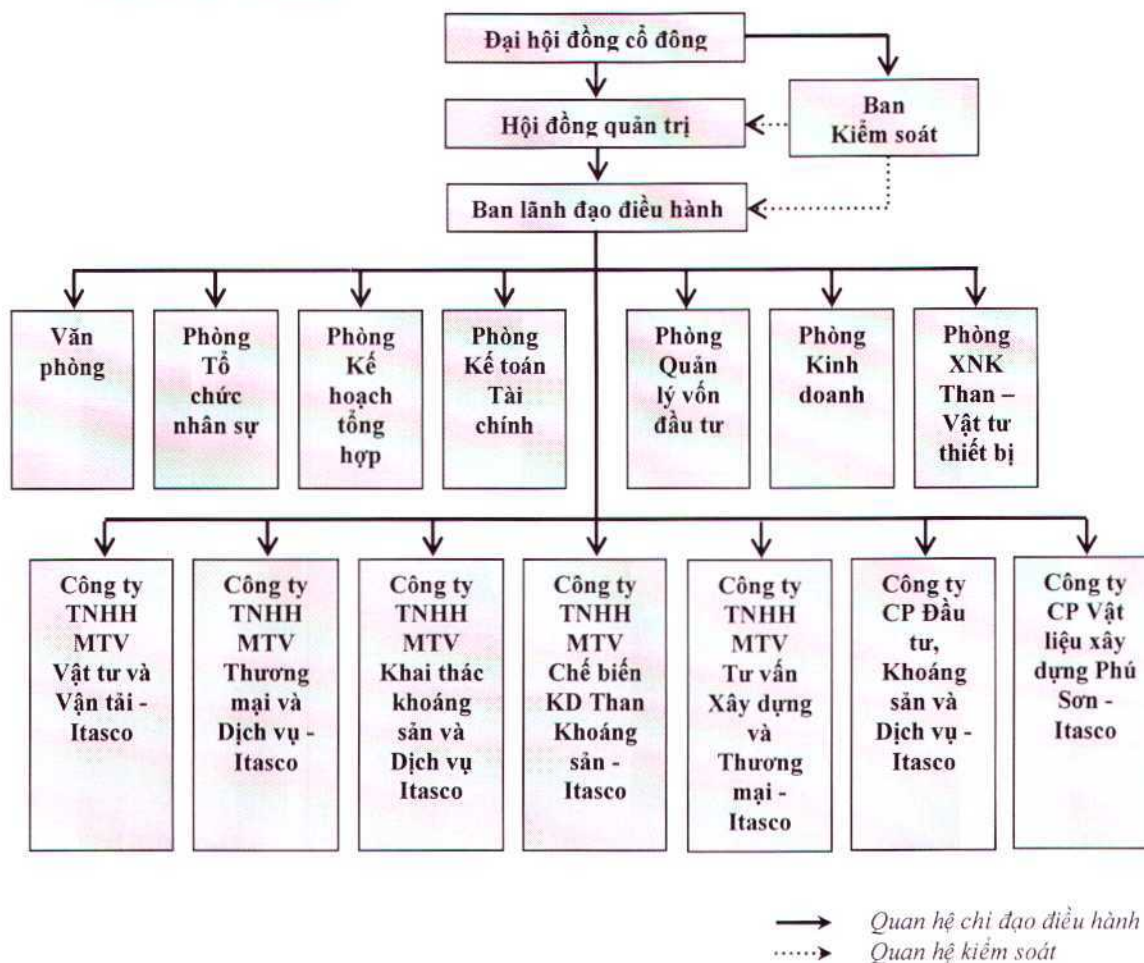 Đại hội đồng cổ đông
Ban
Kiểm soát
Hội đồng quản trị
Ban lãnh đạo điều hành
Văn
phòng
Phòng
Tổ
chức
nhân sự
Phòng
Kế
hoạch
tổng
hợp
Phòng
Kế toán
Tài
chính
Phòng
Quản
lý vốn
đầu tư
Phòng
Kinh
doanh
Phòng
XNK
Than –
Vật tư
thiết bị
Công ty
TNHH
MTV
Vật tư và
Vận tải -
Itasco
Công ty
TNHH
MTV
Thương
mại và
Dịch vụ -
Itasco
Công ty
TNHH
MTV
Khai thác
khoáng
sản và
Dịch vụ
Itasco
Công ty
TNHH
MTV
Chế biến
KD Than
Khoáng
sản -
Itasco
Công ty
TNHH
MTV
Tư vấn
Xây dựng
và
Thương
mại -
Itasco
Công ty
CP Đầu
tư,
Khoáng
sản và
Dịch vụ -
Itasco
Công ty
CP Vật
liệu xây
dựng Phú
Sơn -
Itasco
Quan hệ chỉ đạo điều hành
Quan hệ kiểm soát